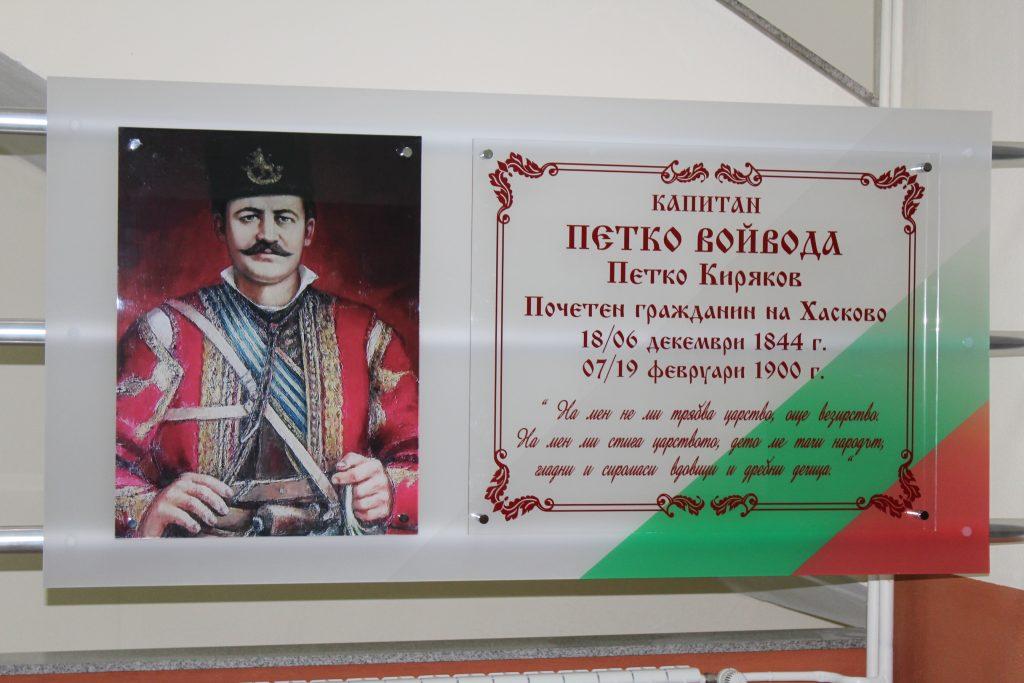 КАПИТАН
ПЕТКО ВОЙВОДА
Петко Киряков
Почетен гражданин на Хасково
18/06 декември 1844 г.
07/19 февруари 1900 г.
" На мен не ми трябва царство, още везирство.
На мен ми стига царството, дето ме тачи народът,
гладни и сиромаси вдовици и дребни дечица. "